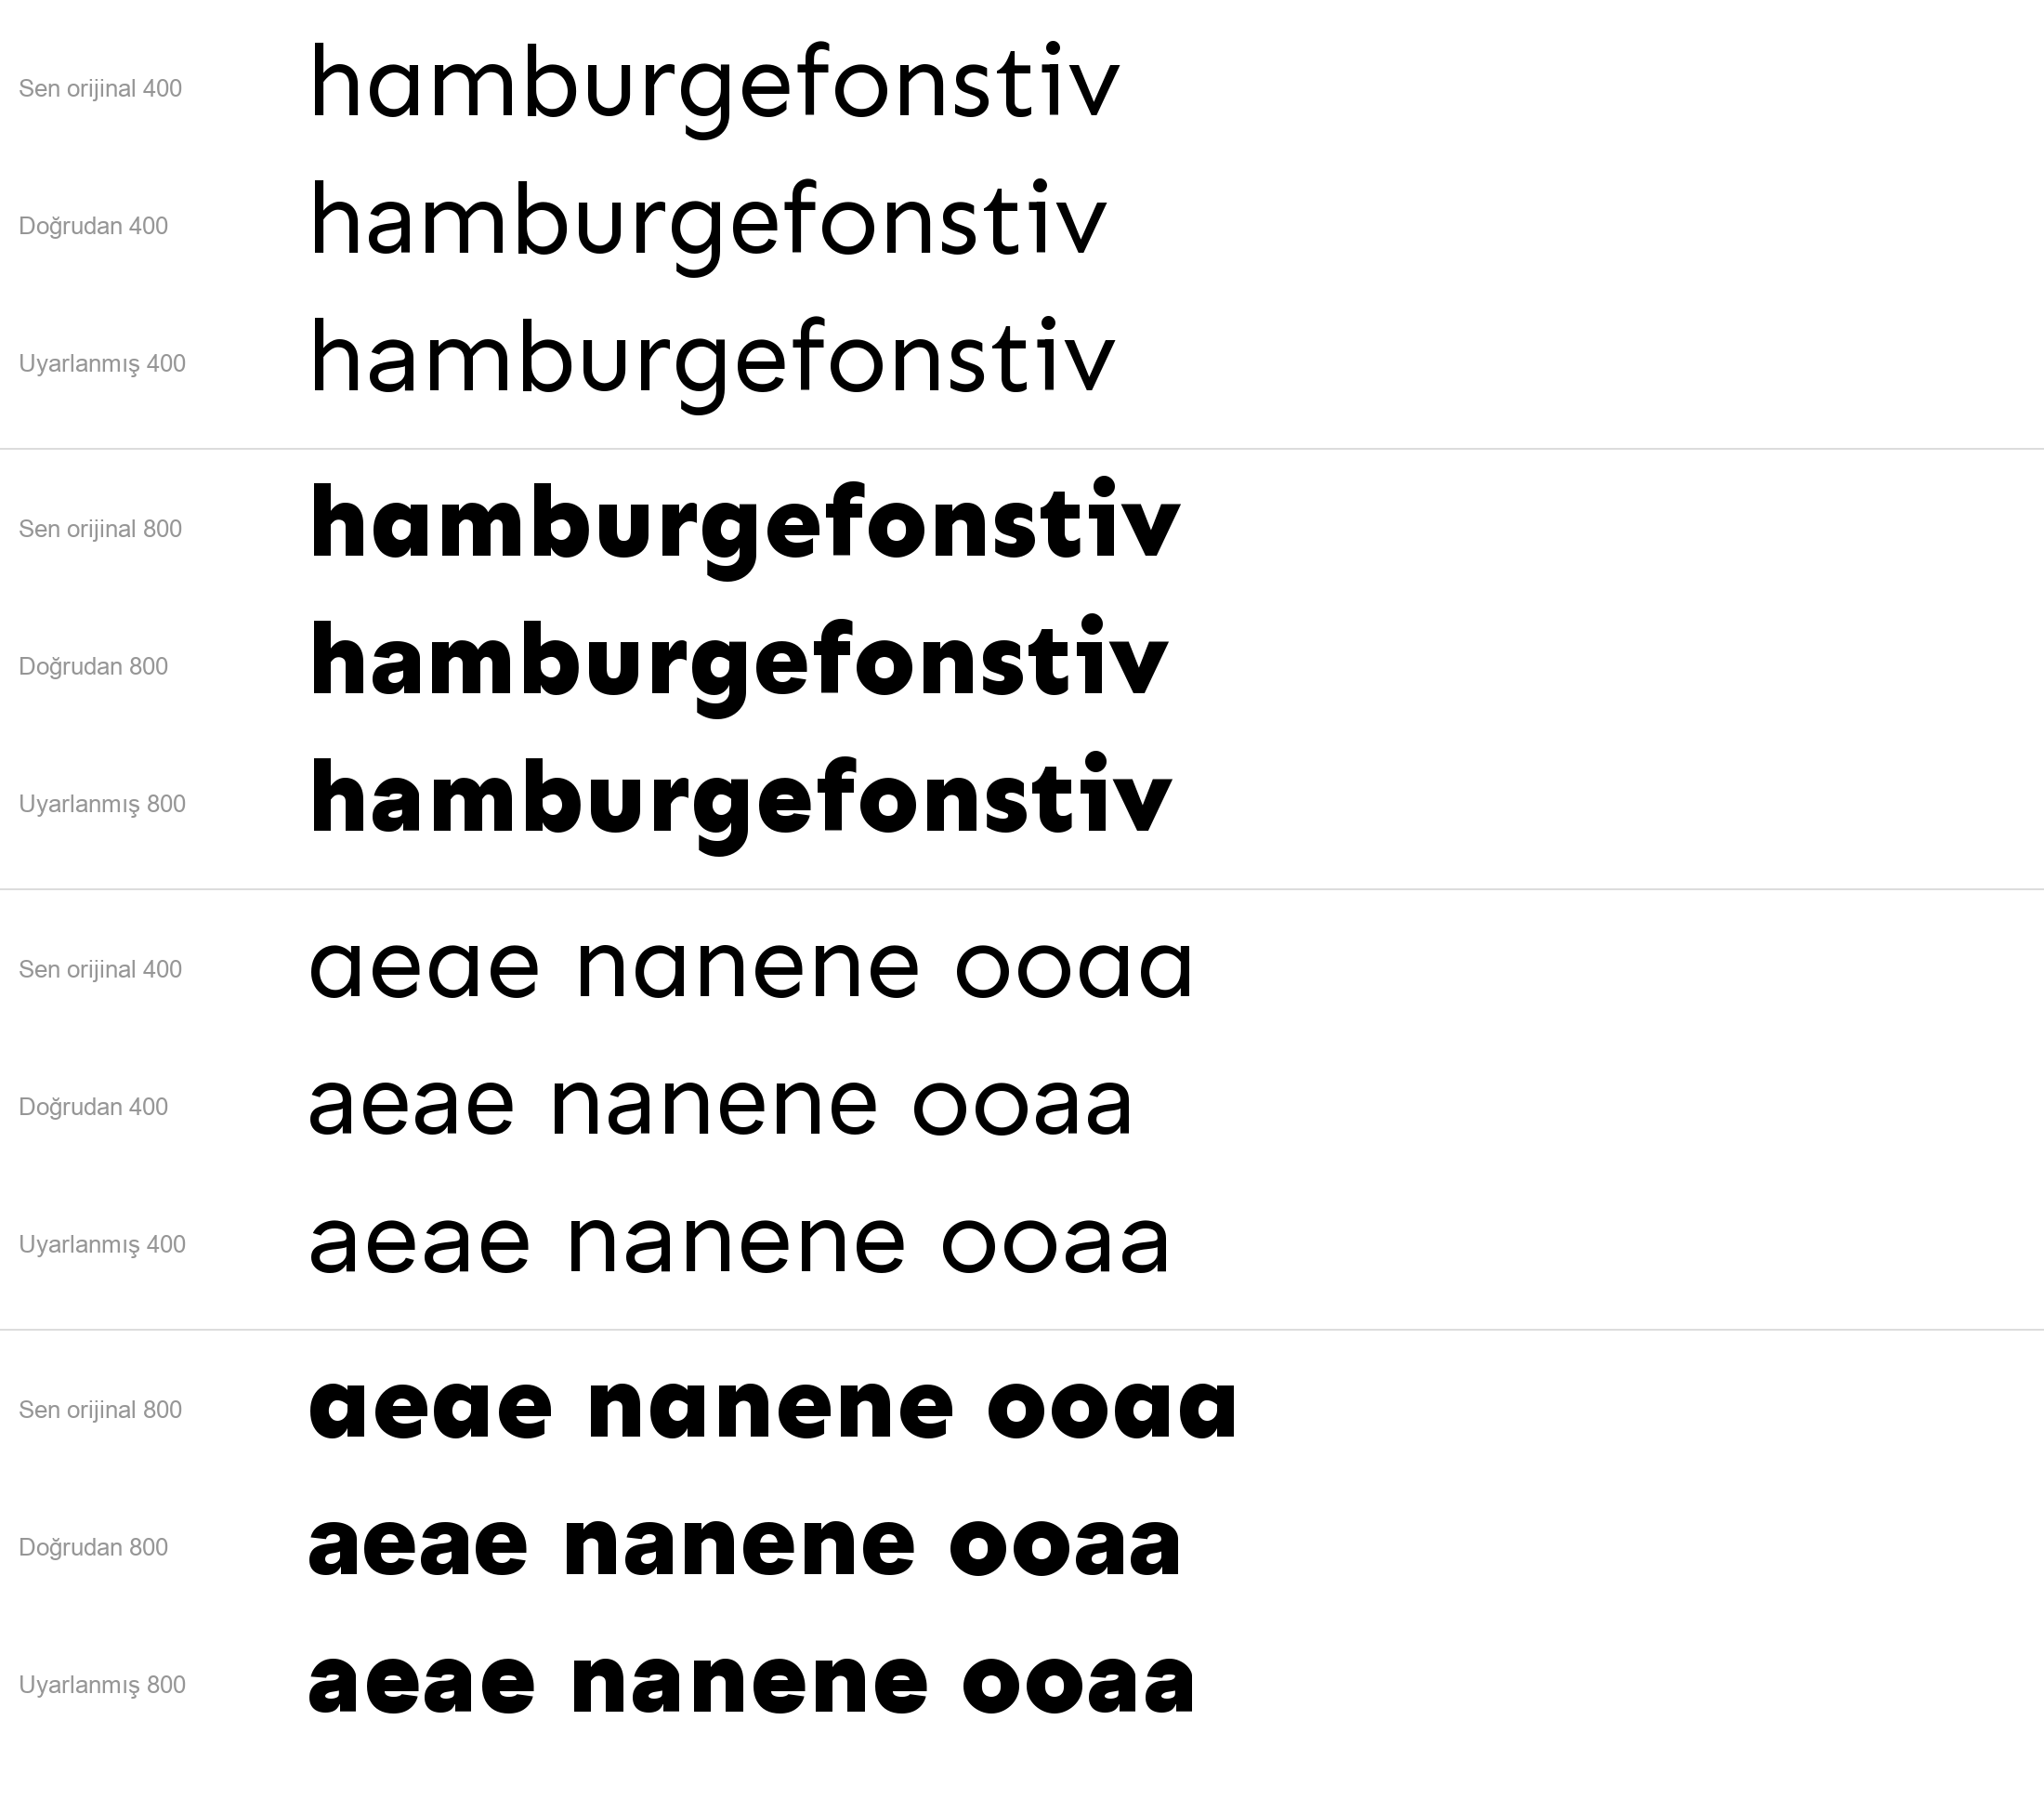 Sen orijinal 400 hamburgefonstiv
Doğrudan 400 hamburgefonstiv
Uyarlanmış 400 hamburgefonstiv
Sen orijinal 800 hamburgefonstiv
Doğrudan 800 hamburgefonstiv
Uyarlanmış 800 hamburgefonstiv
Sen orijinal 400 aeae nanene ooaa
Doğrudan 400 aeae nanene ooaa
Uyarlanmış 400 aeae nanene ooaa
Sen orijinal 800 aeae nanene ooaa
Doğrudan 800 aeae nanene ooaa
Uyarlanmış 800 aeae nanene ooaa